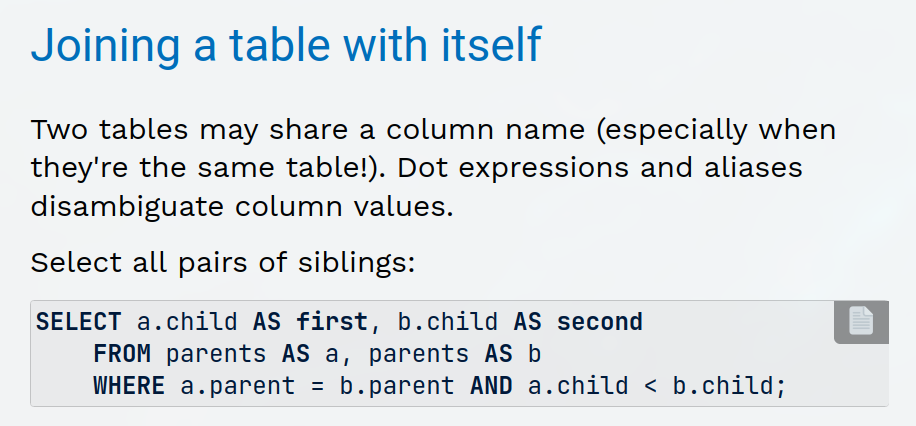 Joining a table with itself
Two tables may share a column name (especially when
they're the same table!). Dot expressions and aliases
disambiguate column values.
Select all pairs of siblings:
SELECT a.child AS first, b.child AS second
    FROM parents AS a, parents AS b
    WHERE a.parent = b.parent AND a.child < b.child;